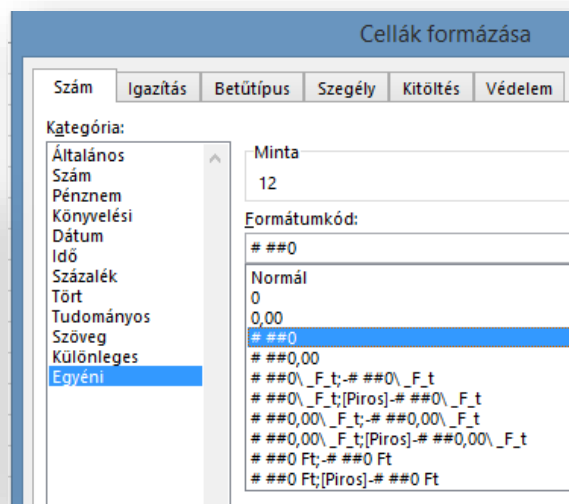 Cellák formázása
Szám Igazítás Betűtípus Szegély Kitöltés Védelem
Kategória:
Általános
Szám
Pénznem
Könyvelési
Dátum
Idő
Százalék
Tört
Tudományos
Szöveg
Különleges
Egyéni
Minta
12
Formátumkód:
# ##0
Normál
0
0,00
# ##0
# ##0,00
# ##0\ _F_t;-# ##0\ _F_t
# ##0\ _F_t;[Piros]-# ##0\ _F_t
# ##0,00\ _F_t;-# ##0,00\ _F_t
# ##0,00\ _F_t;[Piros]-# ##0,00\ _F_t
# ##0 Ft;-# ##0 Ft
# ##0 Ft;[Piros]-# ##0 Ft